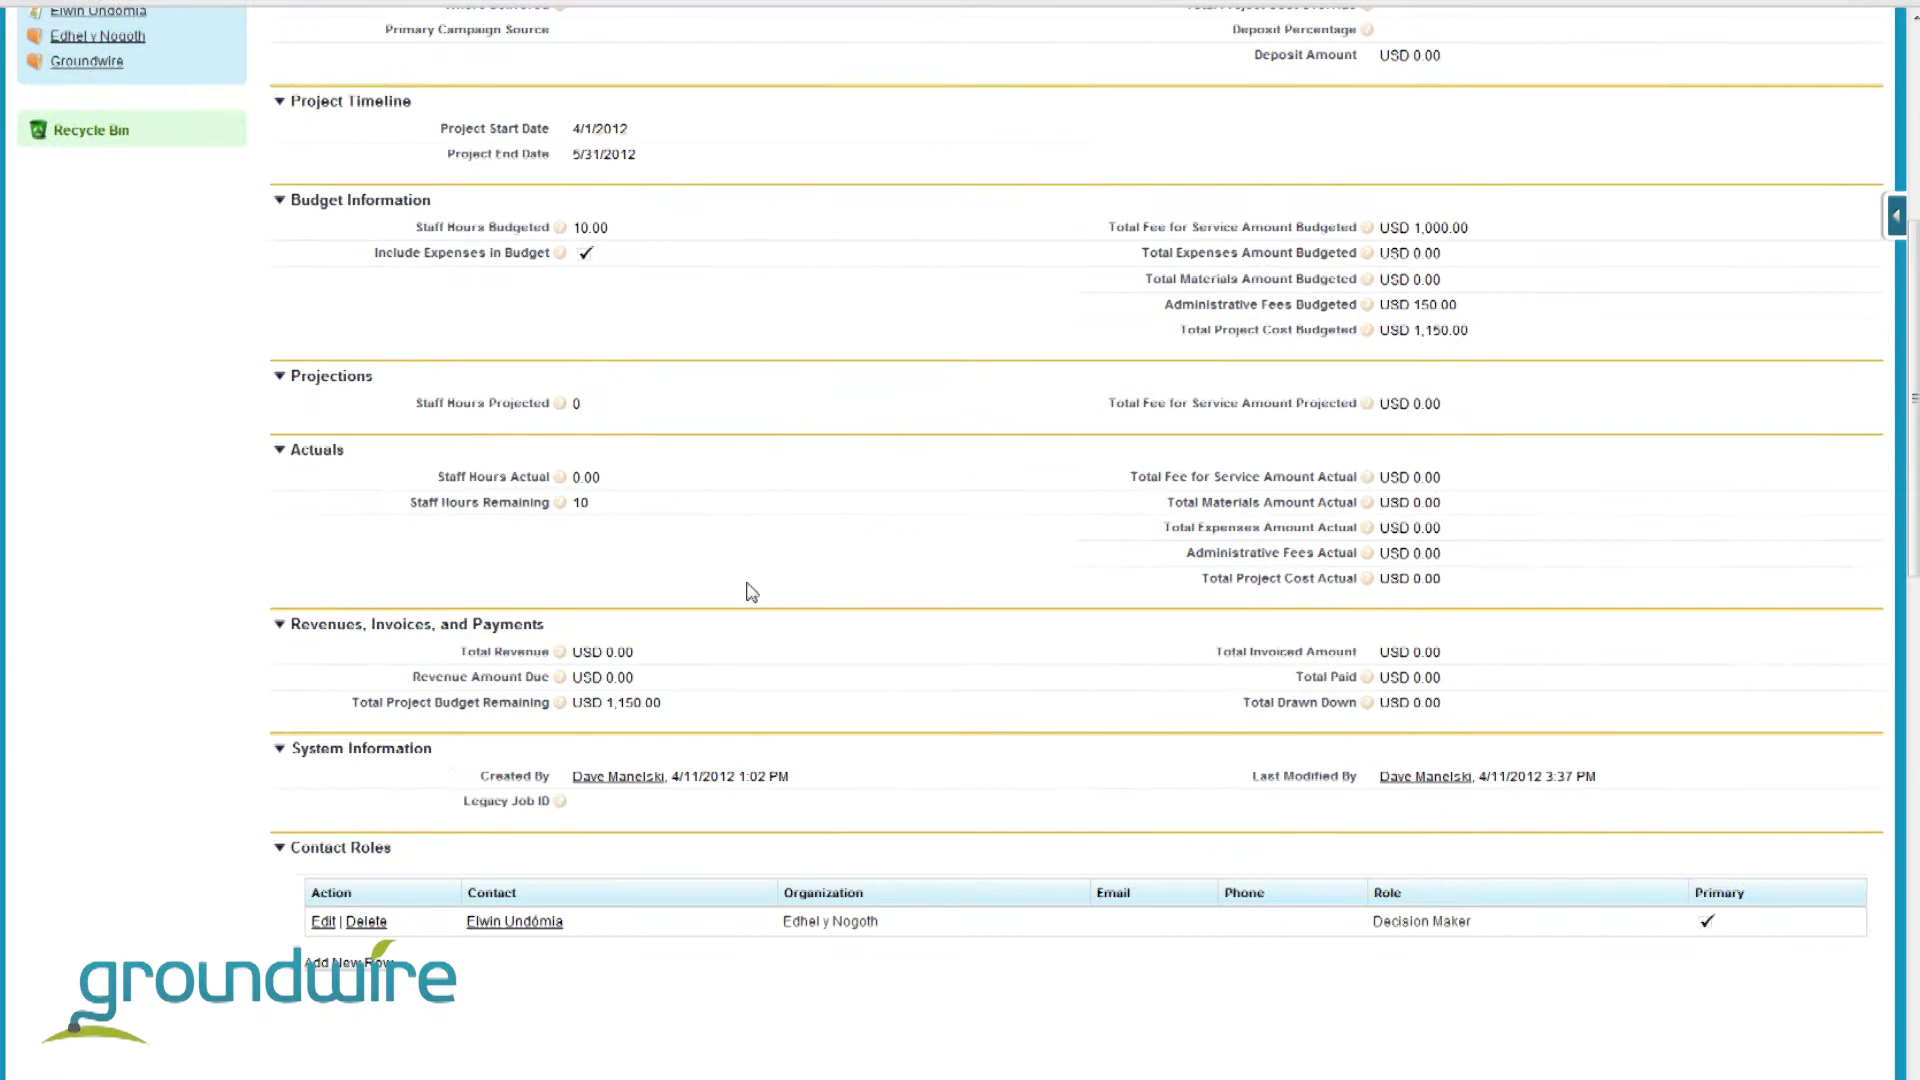 Elwin Undómia
Edhel y Nogoth
Groundwire
Recycle Bin
Primary Campaign Source
Deposit Percentage
Deposit Amount USD 0.00
Project Timeline
Project Start Date 4/1/2012
Project End Date 5/31/2012
Budget Information
Staff Hours Budgeted 10.00 Total Fee for Service Amount Budgeted USD 1,000.00
Include Expenses in Budget Total Expenses Amount Budgeted USD 0.00
Total Materials Amount Budgeted USD 0.00
Administrative Fees Budgeted USD 150.00
Total Project Cost Budgeted USD 1,150.00
Projections
Staff Hours Projected 0 Total Fee for Service Amount Projected USD 0.00
Actuals
Staff Hours Actual 0.00 Total Fee for Service Amount Actual USD 0.00
Staff Hours Remaining 10 Total Materials Amount Actual USD 0.00
Total Expenses Amount Actual USD 0.00
Administrative Fees Actual USD 0.00
Total Project Cost Actual USD 0.00
Revenues, Invoices, and Payments
Total Revenue USD 0.00 Total Invoiced Amount USD 0.00
Revenue Amount Due USD 0.00 Total Paid USD 0.00
Total Project Budget Remaining USD 1,150.00 Total Drawn Down USD 0.00
System Information
Created By Dave Manelski, 4/11/2012 1:02 PM Last Modified By Dave Manelski, 4/11/2012 3:37 PM
Legacy Job ID
Contact Roles
Action Contact Organization Email Phone Role Primary
Edit | Delete Elwin Undómia Edhel y Nogoth Decision Maker
Add New Row
groundwire